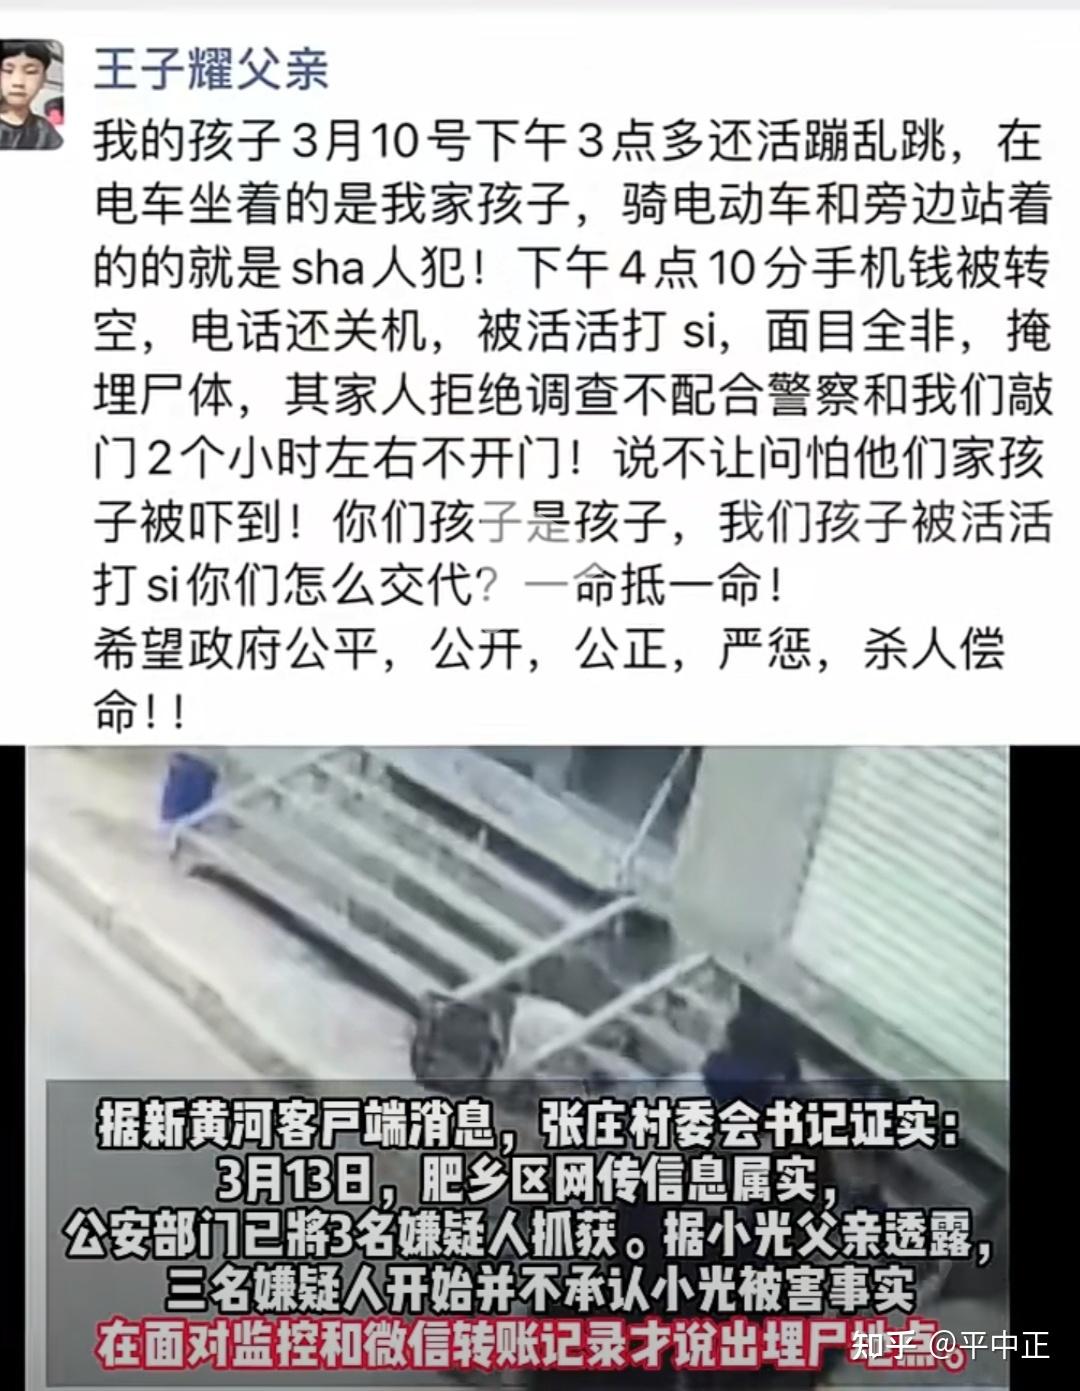 王子耀父亲
我的孩子3月10号下午3点多还活蹦乱跳，在
电车坐着的是我家孩子，骑电动车和旁边站着
的的就是sha人犯！下午4点10分手机钱被转
空，电话还关机，被活活打 si，面目全非，掩
埋尸体，其家人拒绝调查不配合警察和我们敲
门2个小时左右不开门！说不让问怕他们家孩
子被吓到！你们孩子是孩子，我们孩子被活活
打si你们怎么交代？一命抵一命！
希望政府公平，公开，公正，严惩，杀人偿
命！！
据新黄河客户端消息，张庄村委会书记证实：
3月13日，肥乡区网传信息属实，
公安部门已将3名嫌疑人抓获。据小光父亲透露，
三名嫌疑人开始并不承认小光被害事实
在面对监控和微信转账记录才说出埋尸地点。
知乎 @平中正